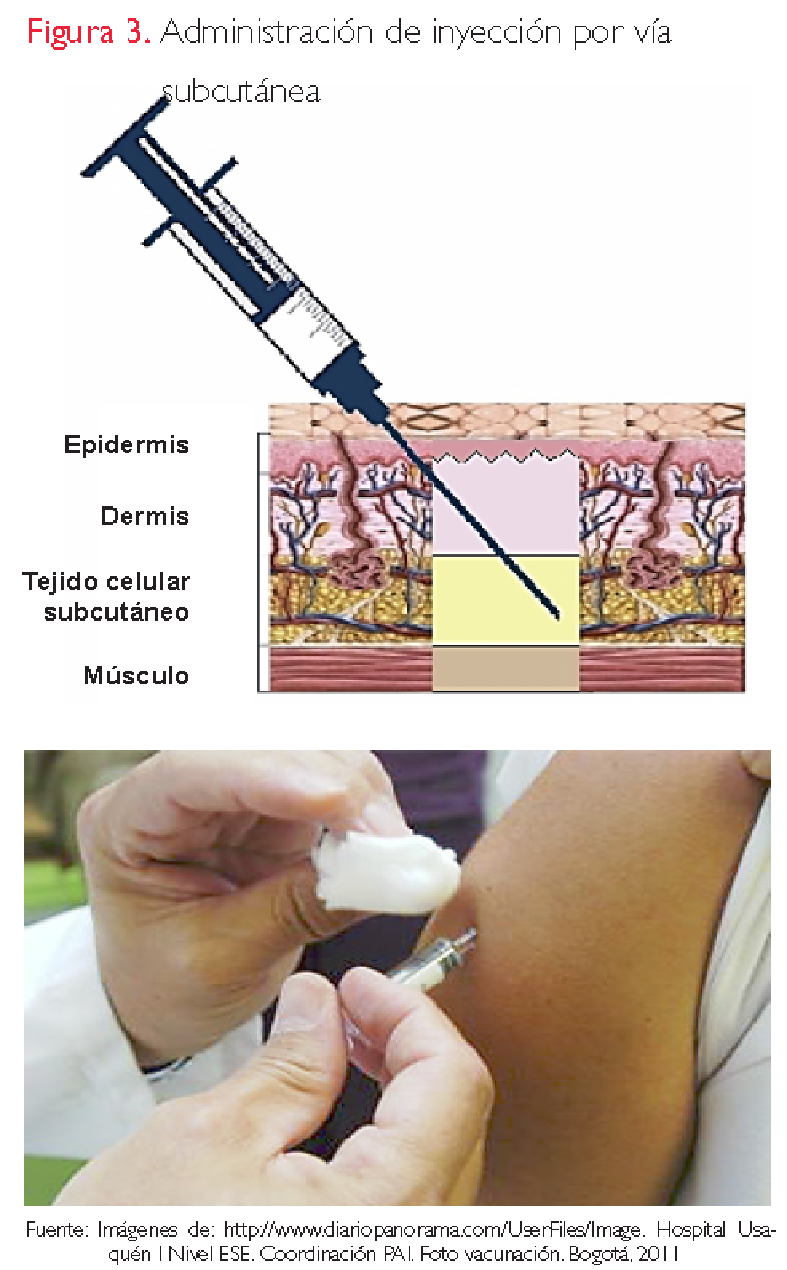 Figura 3. Administración de inyección por vía
subcutánea
Epidermis
Dermis
Tejido celular
subcutáneo
Músculo
Fuente: Imágenes de: http://www.diariopanorama.com/UserFiles/Image. Hospital Usa-
quén I Nivel ESE. Coordinación PAI. Foto vacunación. Bogotá, 2011